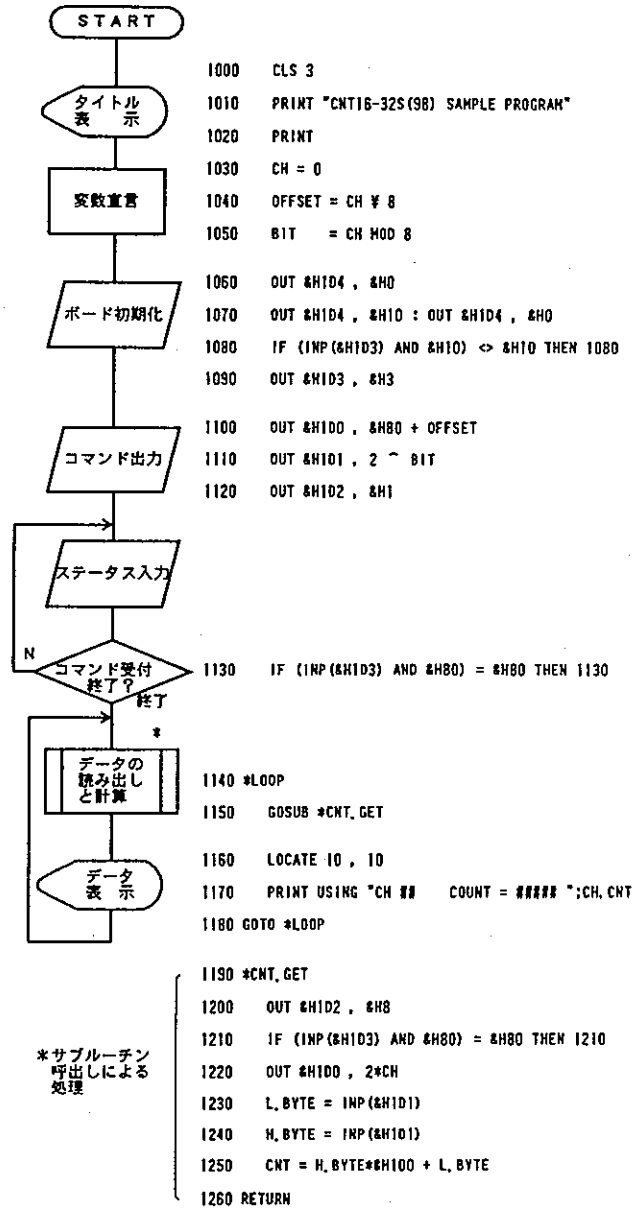 START
1000 CLS 3
タイトル
表 示
1010 PRINT "CNT16-32S(98) SAMPLE PROGRAM"
1020 PRINT
1030 CH = 0
変数宣言
1040 OFFSET = CH ¥ 8
1050 BIT = CH MOD 8
1060 OUT &H1D4 , &H0
ボード初期化
1070 OUT &H1D4 , &H10 : OUT &H1D4 , &H0
1080 IF (INP(&H1D3) AND &H10) <> &H10 THEN 1080
1090 OUT &H1D3 , &H3
1100 OUT &H1D0 , &H80 + OFFSET
コマンド出力
1110 OUT &H1D1 , 2 ^ BIT
1120 OUT &H1D2 , &H1
ステータス入力
N
コマンド受付
終了?
1130 IF (INP(&H1D3) AND &H80) = &H80 THEN 1130
終了
*
データの
読み出し
と計算
1140 *LOOP
1150 GOSUB *CNT.GET
1160 LOCATE 10 , 10
データ
表 示
1170 PRINT USING "CH ## COUNT = ##### ";CH,CNT
1180 GOTO *LOOP
1190 *CNT.GET
1200 OUT &H1D2 , &H8
1210 IF (INP(&H1D3) AND &H80) = &H80 THEN 1210
*サブルーチン
呼出しによる
処理
1220 OUT &H1D0 , 2*CH
1230 L.BYTE = INP(&H1D1)
1240 H.BYTE = INP(&H1D1)
1250 CNT = H.BYTE*&H100 + L.BYTE
1260 RETURN